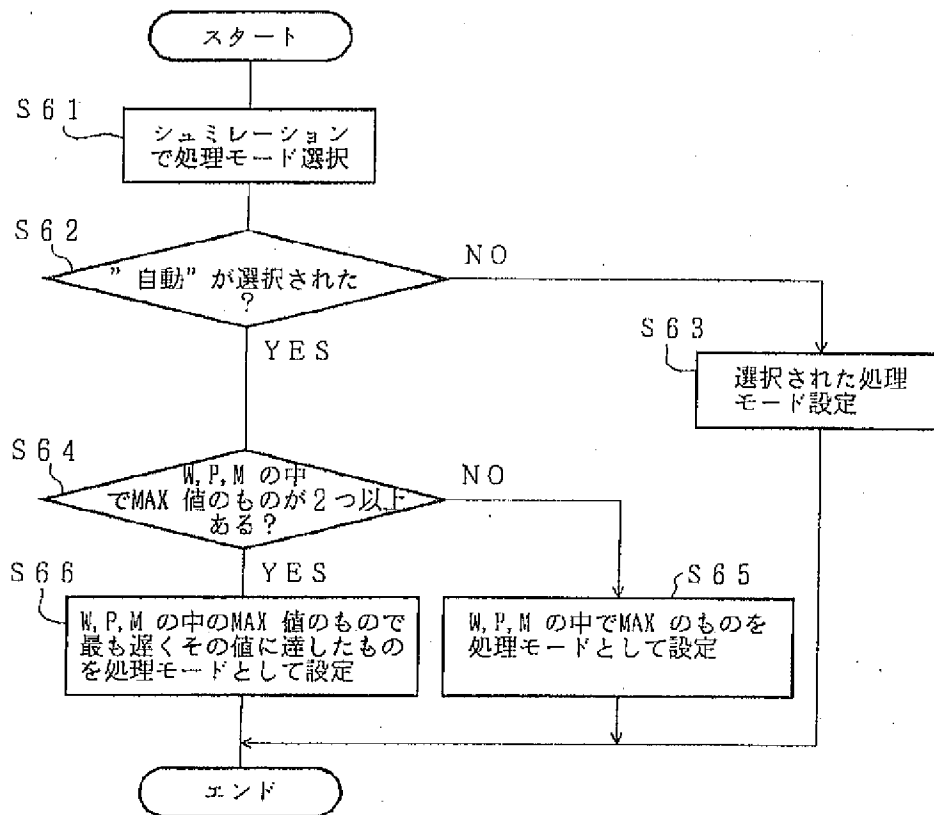 スタート
S61
シュミレーション
で処理モード選択
S62
”自動”が選択された
?
NO
YES
S63
選択された処理
モード設定
S64
W,P,M の中
でMAX 値のものが2つ以上
ある?
NO
YES
S66
W,P,M の中のMAX 値のもので
最も遅くその値に達したもの
を処理モードとして設定
S65
W,P,M の中でMAX のものを
処理モードとして設定
エンド